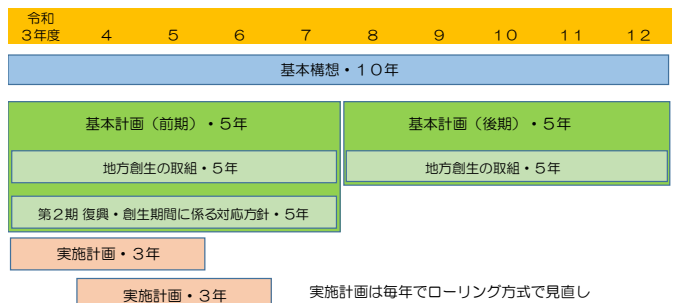 令和
3年度 4 5 6 7 8 9 10 11 12
基本構想・10年
基本計画（前期）・5年 基本計画（後期）・5年
地方創生の取組・5年 地方創生の取組・5年
第2期 復興・創生期間に係る対応方針・5年
実施計画・3年
実施計画・3年 実施計画は毎年でローリング方式で見直し